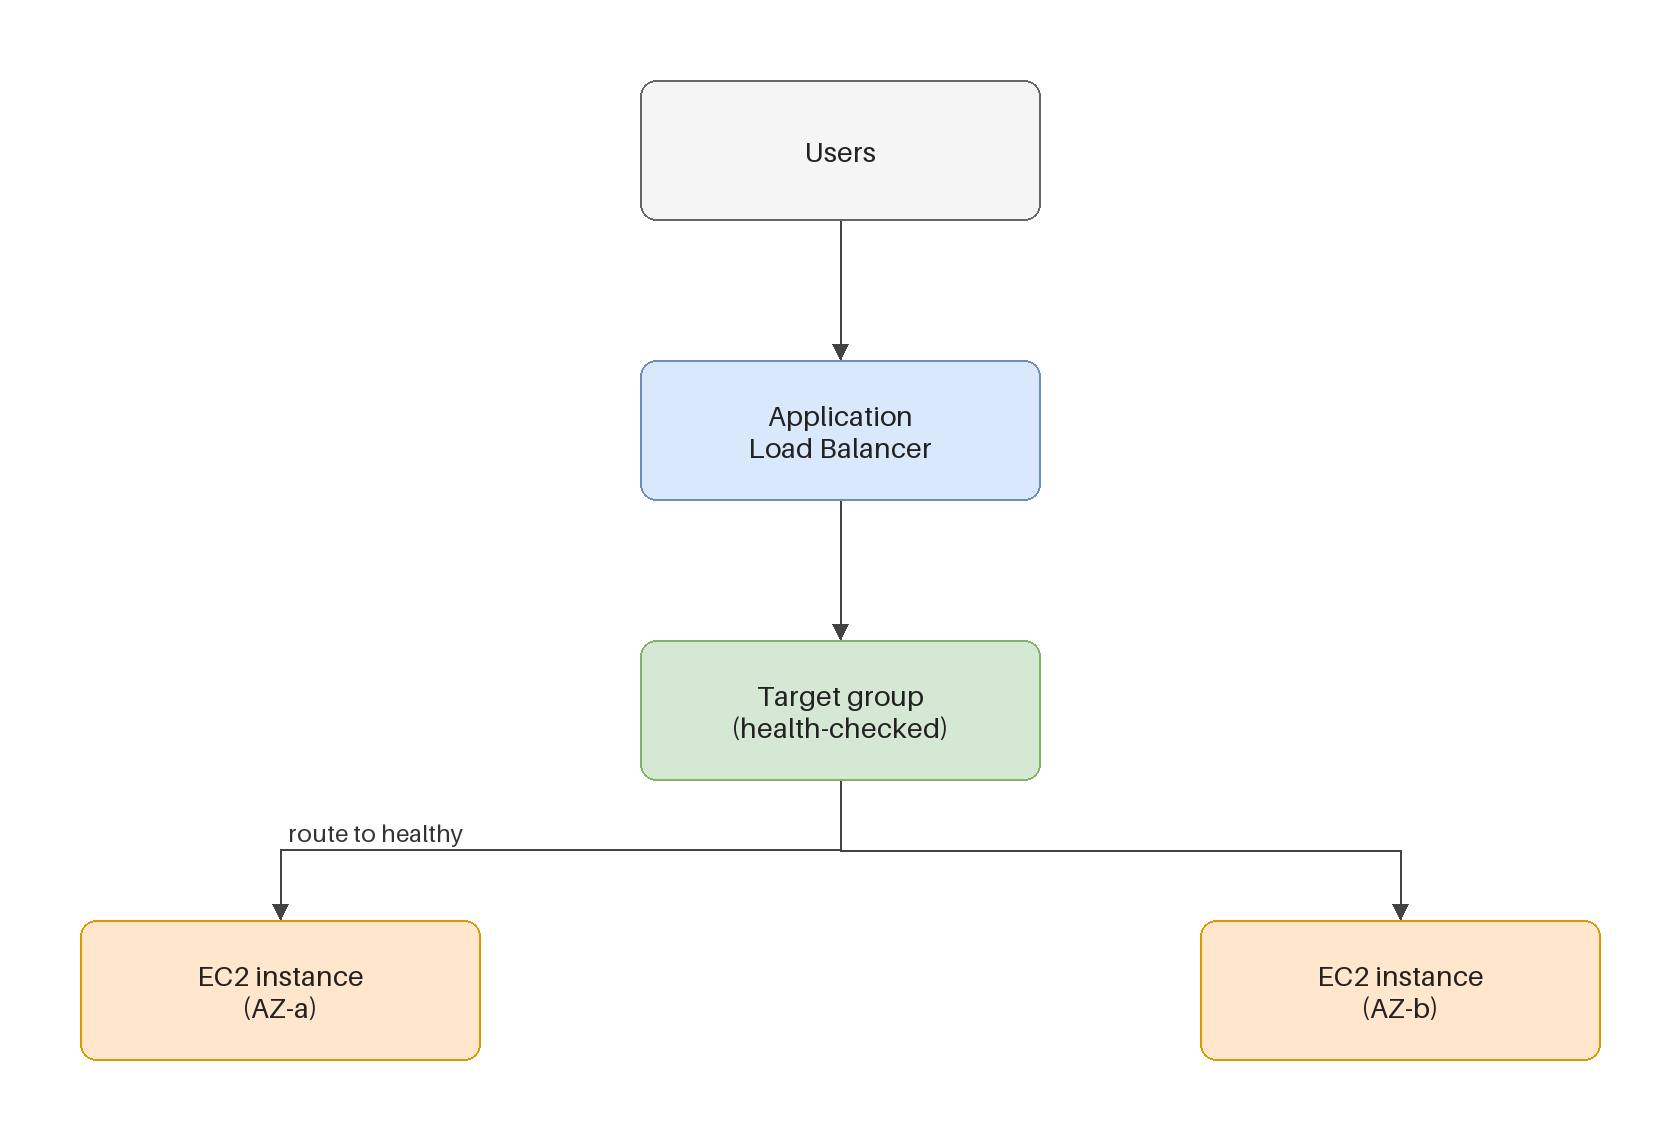 Users
Application
Load Balancer
Target group
(health-checked)
route to healthy
EC2 instance
(AZ-a)
EC2 instance
(AZ-b)